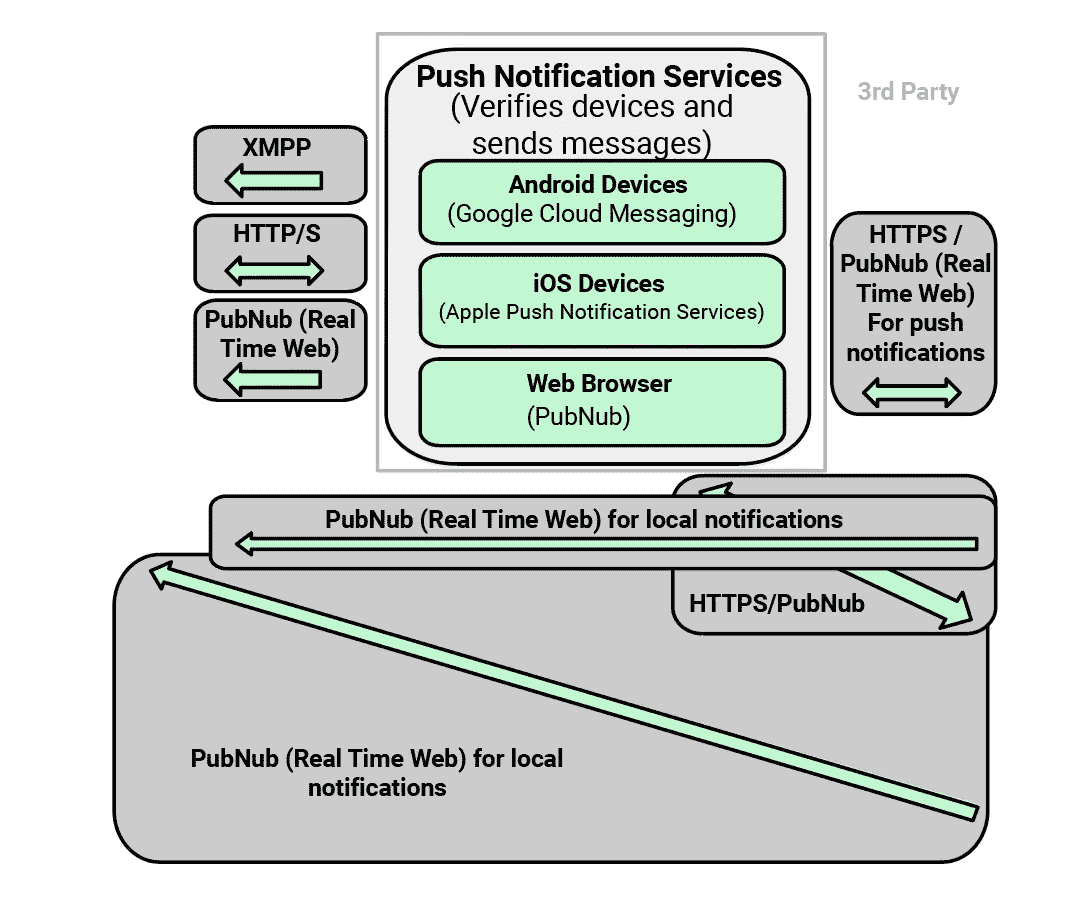 Push Notification Services
(Verifies devices and
sends messages)
3rd Party
XMPP
Android Devices
(Google Cloud Messaging)
HTTP/S
HTTPS /
PubNub (Real
Time Web)
For push
notifications
iOS Devices
(Apple Push Notification Services)
PubNub (Real
Time Web)
Web Browser
(PubNub)
PubNub (Real Time Web) for local notifications
HTTPS/PubNub
PubNub (Real Time Web) for local
notifications